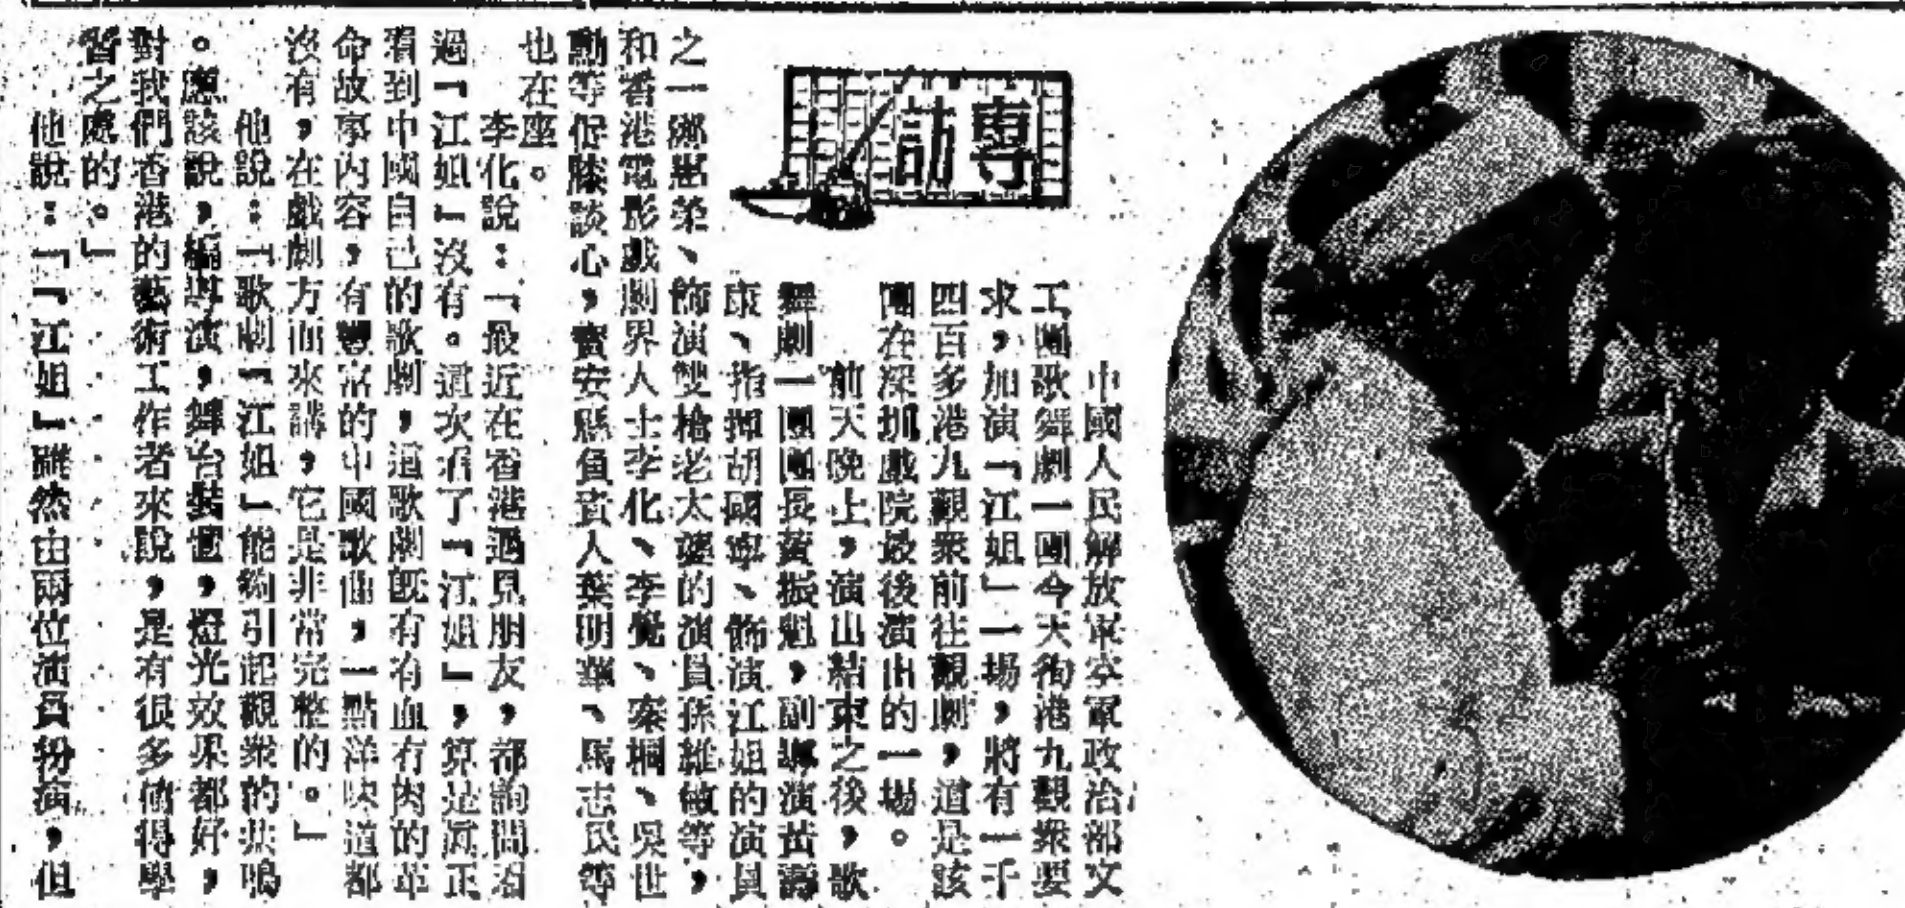 專訪
中國人民解放軍空軍政治部文
工團歌舞劇一團今天徇港九觀衆要
求，加演「江姐」一場，將有一千
四百多港九觀衆前往觀劇，這是該
團在深圳戲院最後演出的一場。
前天晚上，演出結束之後，歌
舞劇一團團長黃振魁，副導演苗壽
康、指揮胡國寧、飾演江姐的演員
之一鄭惠榮、飾演雙槍老太婆的演員孫維敏等，
和香港電影戲劇界人士李化、李覺、秦桐、吳世
勳等促膝談心，寶安縣負責人葉明華、馬志民等
也在座。
李化說：「最近在香港遇見朋友，都詢問看
過「江姐」沒有。這次看了「江姐」，算是眞正
看到中國自己的歌劇，這歌劇旣有有血有肉的革
命故事內容，有豐富的中國歌曲，一點洋味道都
沒有，在戲劇方面來講，它是非常完整的。」
他說：「歌劇「江姐」能夠引起觀衆的共鳴
。應該說，編導演，舞台裝置，燈光效果都好，
對我們香港的藝術工作者來說，是有很多值得學
習之處的。」
他說：「「江姐」雖然由兩位演員扮演，但